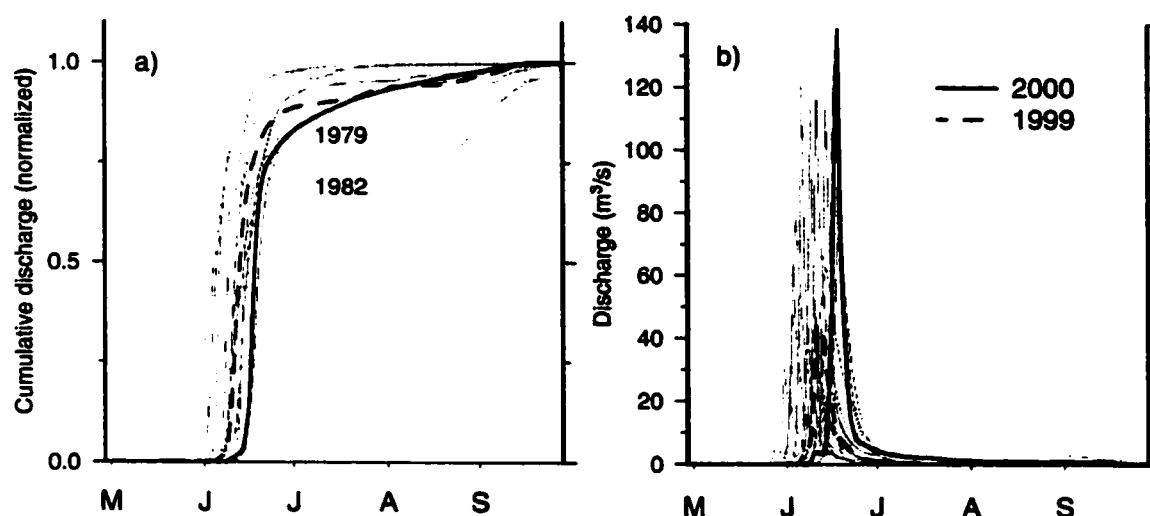 a)
1.0
0.5
0.0
Cumulative discharge (normalized)
1979
1982
M J J A S
b)
140
120
100
80
60
40
20
0
Discharge (m³/s)
2000
1999
M J J A S